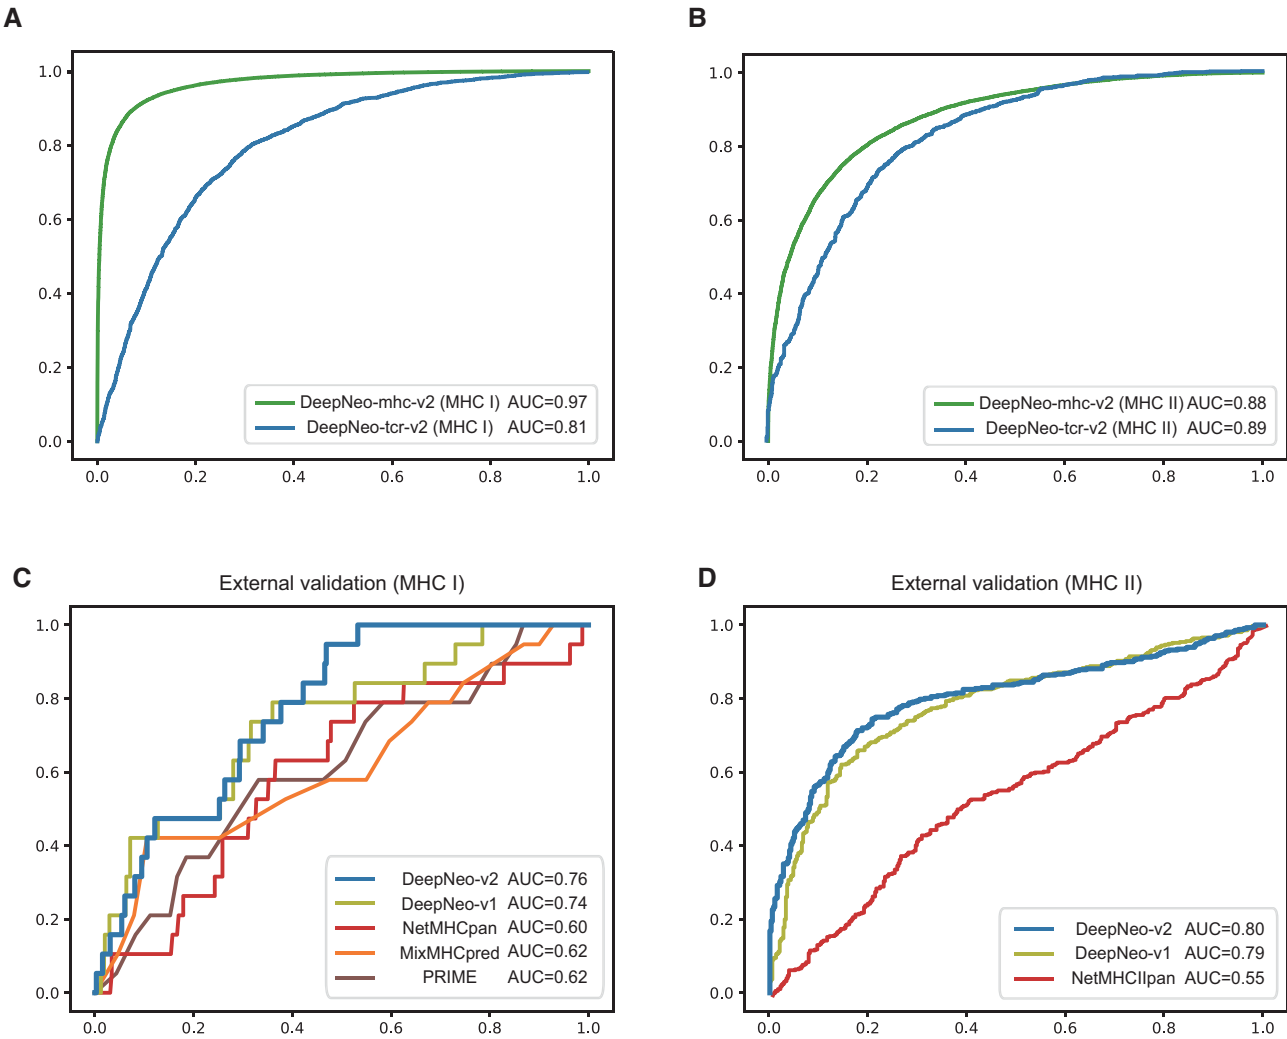 A
1.0
0.8
0.6
0.4
0.2
0.0
0.0 0.2 0.4 0.6 0.8 1.0
DeepNeo-mhc-v2 (MHC I) AUC=0.97
DeepNeo-tcr-v2 (MHC I) AUC=0.81
B
1.0
0.8
0.6
0.4
0.2
0.0
0.0 0.2 0.4 0.6 0.8 1.0
DeepNeo-mhc-v2 (MHC II) AUC=0.88
DeepNeo-tcr-v2 (MHC II) AUC=0.89
C
External validation (MHC I)
1.0
0.8
0.6
0.4
0.2
0.0
0.0 0.2 0.4 0.6 0.8 1.0
DeepNeo-v2 AUC=0.76
DeepNeo-v1 AUC=0.74
NetMHCpan AUC=0.60
MixMHCpred AUC=0.62
PRIME AUC=0.62
D
External validation (MHC II)
1.0
0.8
0.6
0.4
0.2
0.0
0.0 0.2 0.4 0.6 0.8 1.0
DeepNeo-v2 AUC=0.80
DeepNeo-v1 AUC=0.79
NetMHCIIpan AUC=0.55